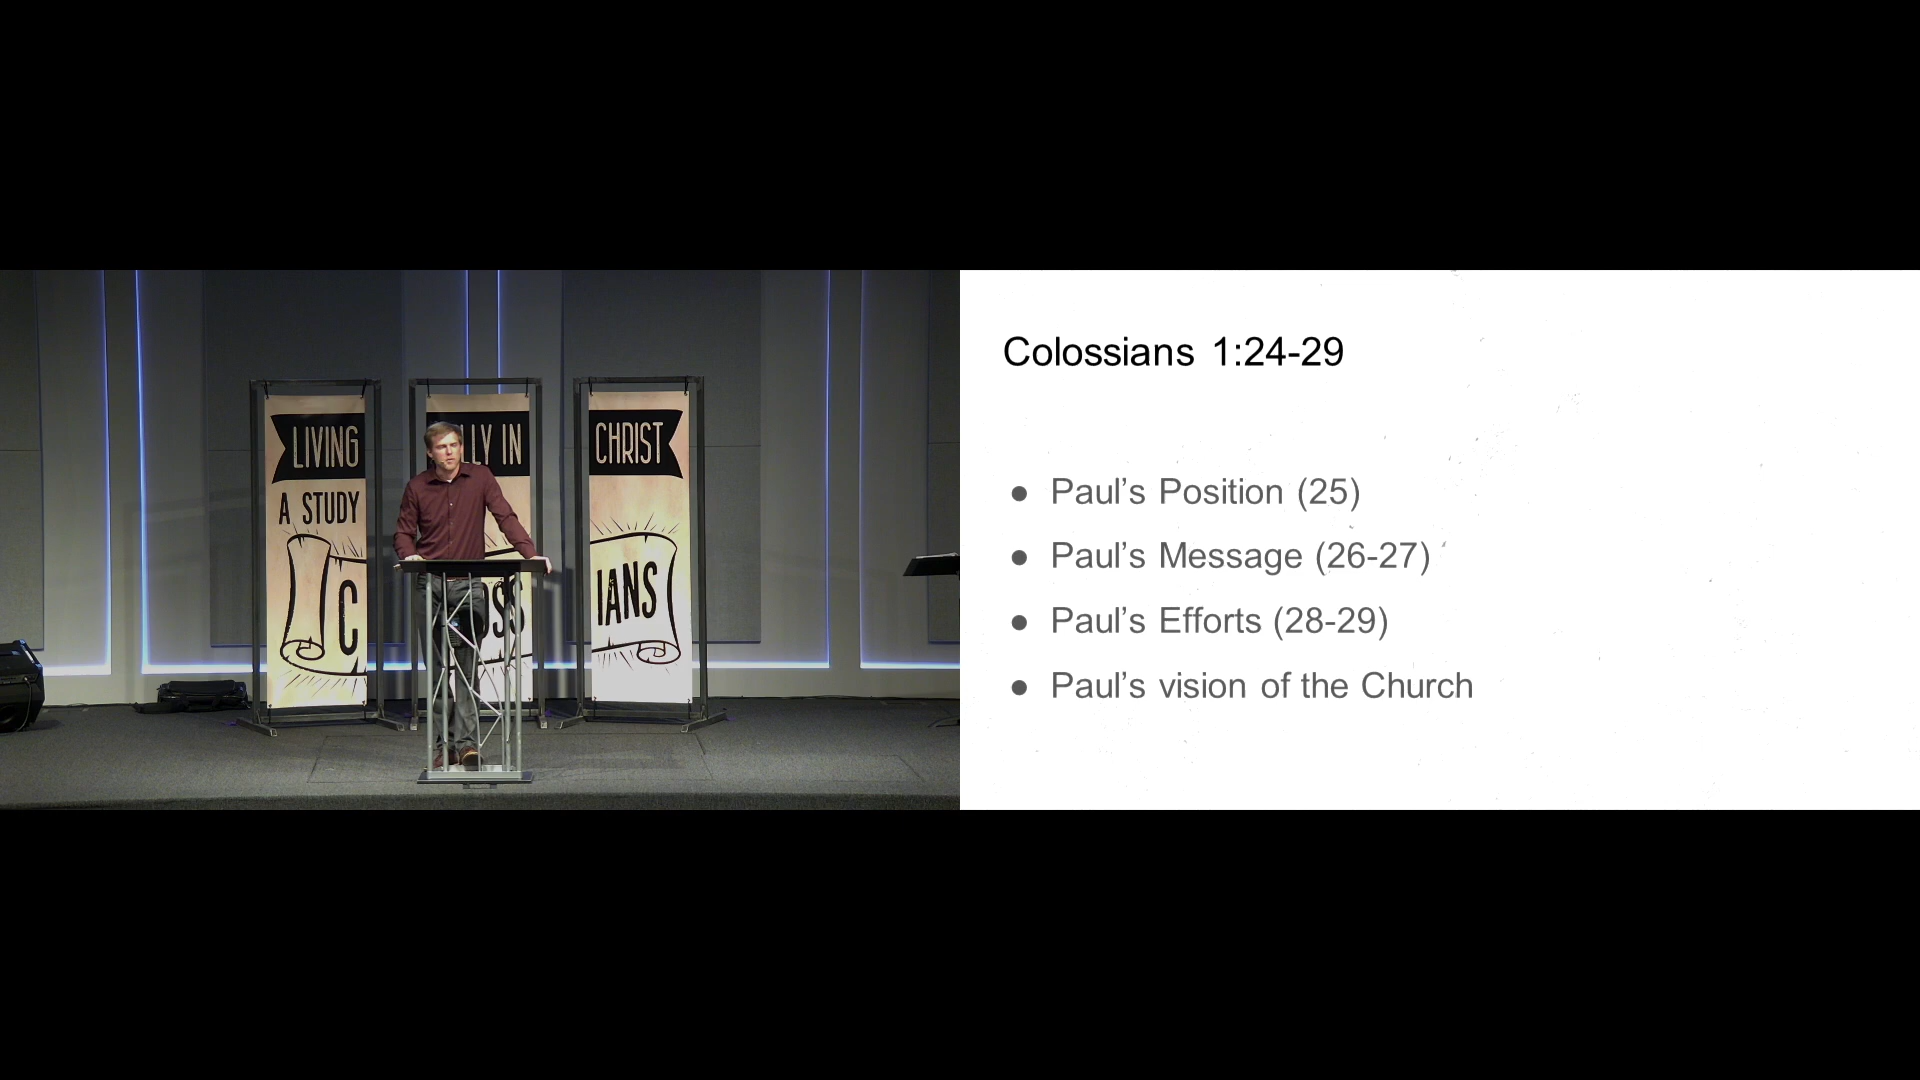 LIVING
LLY IN
CHRIST
A STUDY
C
OSS
IANS
Colossians 1:24-29
● Paul’s Position (25)
● Paul’s Message (26-27)
● Paul’s Efforts (28-29)
● Paul’s vision of the Church